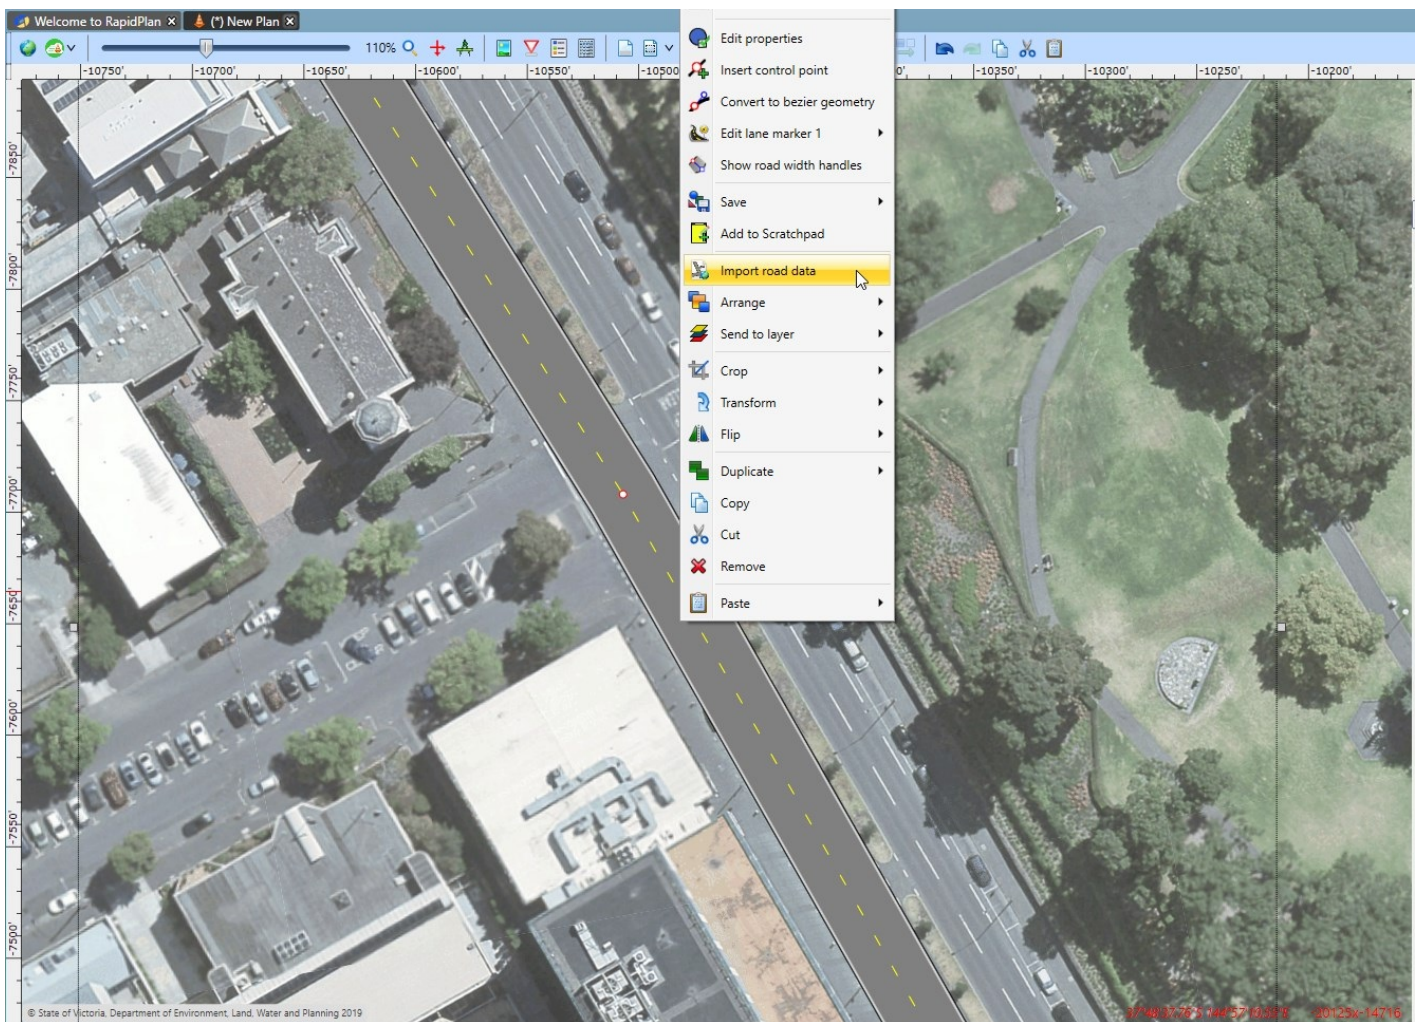 Welcome to RapidPlan
(*) New Plan
110%
-10750'
-10700'
-10650'
-10600'
-10550'
-10500
0'
-10350'
-10300'
-10250'
-10200'
-7850'
-7800'
-7750'
-7700'
-7650'
-7600'
-7550'
-7500'
Edit properties
Insert control point
Convert to bezier geometry
Edit lane marker 1
Show road width handles
Save
Add to Scratchpad
Import road data
Arrange
Send to layer
Crop
Transform
Flip
Duplicate
Copy
Cut
Remove
Paste
© State of Victoria, Department of Environment, Land, Water and Planning 2019